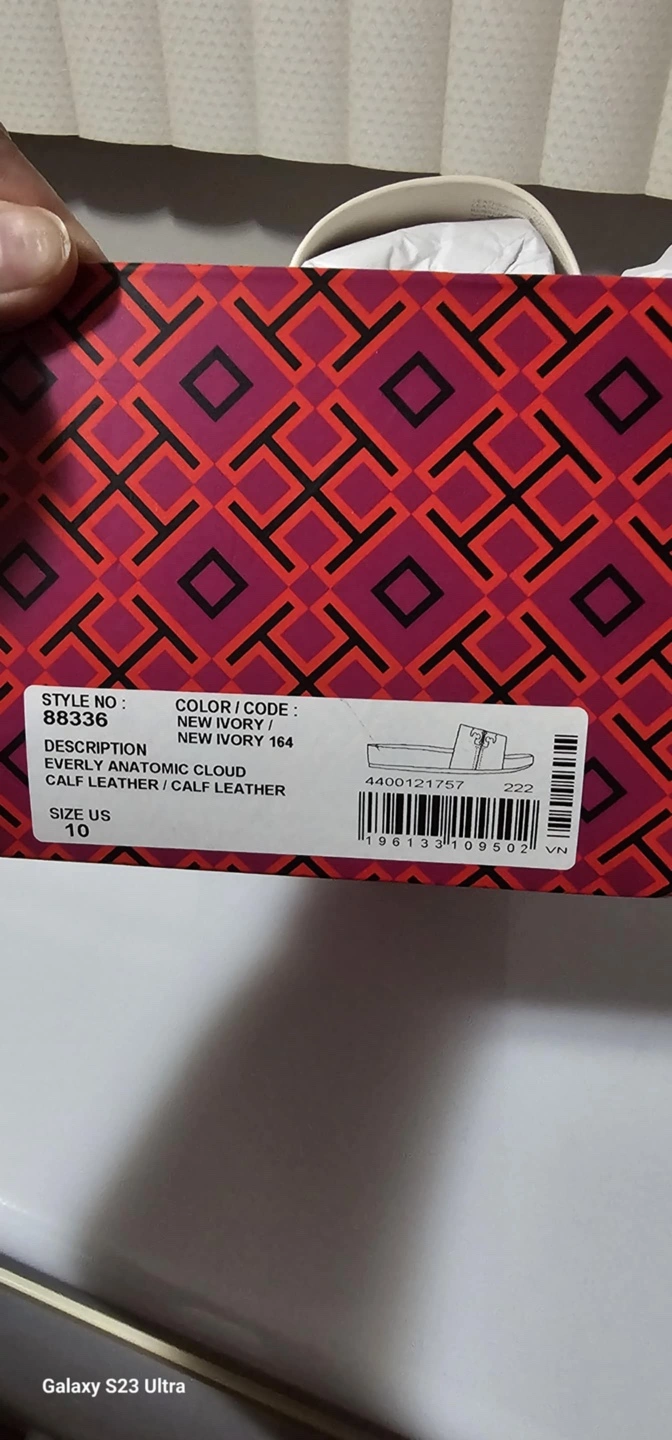 STYLE NO :
88336
COLOR / CODE :
NEW IVORY /
NEW IVORY 164
DESCRIPTION
EVERLY ANATOMIC CLOUD
CALF LEATHER / CALF LEATHER
SIZE US
10
4400121757 222
196133109502
VN
Galaxy S23 Ultra